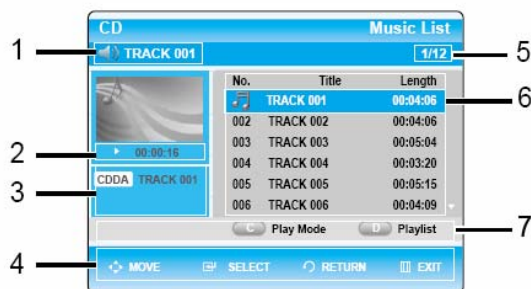 CD Music List
1 TRACK 001 1/12 5
No. Title Length
TRACK 001 00:04:06 6
002 TRACK 002 00:04:06
003 TRACK 003 00:05:04
2 00:00:16
004 TRACK 004 00:03:20
3 CDDA TRACK 001
005 TRACK 005 00:05:15
006 TRACK 006 00:04:09
C Play Mode D Playlist 7
4 MOVE SELECT RETURN EXIT